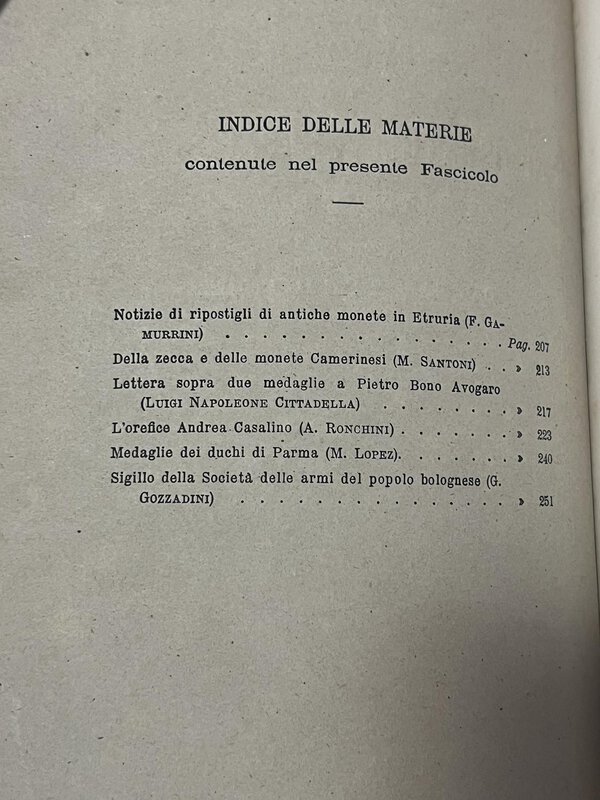 INDICE DELLE MATERIE
contenute nel presente Fascicolo
Notizie di ripostigli di antiche monete in Etruria (F. GA-
MURRINI) . . . . . . . . . . . . . . . . Pag. 207
Della zecca e delle monete Camerinesi (M. SANTONI) . . » 213
Lettera sopra due medaglie a Pietro Bono Avogaro
(LUIGI NAPOLEONE CITTADELLA) . . . . . . . . » 217
L'orefice Andrea Casalino (A. RONCHINI) . . . . . . . » 223
Medaglie dei duchi di Parma (M. LOPEZ). . . . . . . » 240
Sigillo della Società delle armi del popolo bolognese (G.
GOZZADINI) . . . . . . . . . . . . . . . » 251